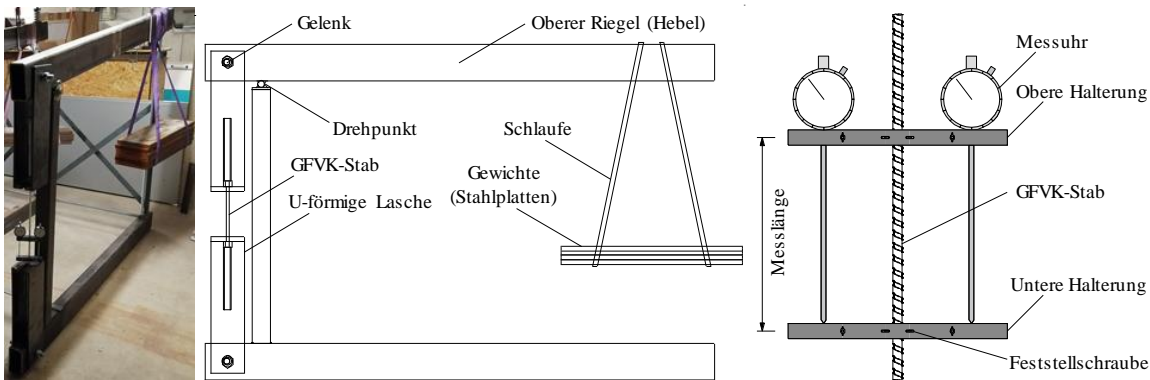 Gelenk
Oberer Riegel (Hebel)
Drehpunkt
GFVK-Stab
U-förmige Lasche
Schlaufe
Gewichte
(Stahlplatten)
Messuhr
Obere Halterung
GFVK-Stab
Messlänge
Untere Halterung
Feststellschraube